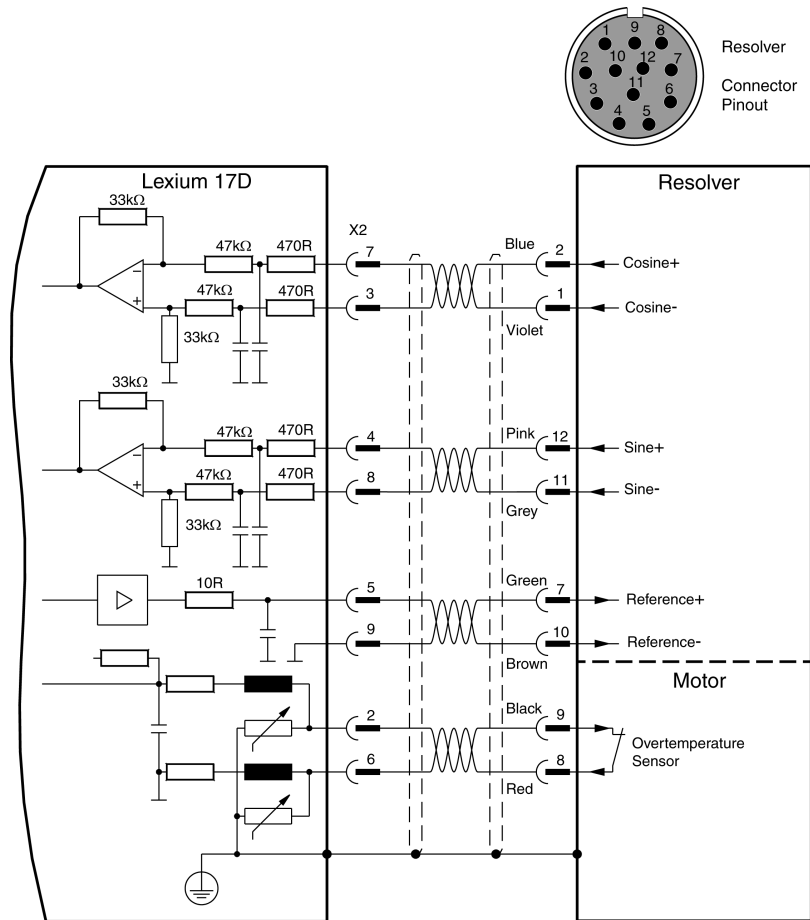 1 9 8
Resolver
2 10 12 7
Connector
Pinout
11
3 6
4 5
Lexium 17D
Resolver
33kΩ
X2
47kΩ 470R 7 Blue 2 Cosine+
47kΩ 470R 3 Violet 1 Cosine-
33kΩ
33kΩ
47kΩ 470R 4 Pink 12 Sine+
47kΩ 470R 8 Grey 11 Sine-
33kΩ
10R 5 Green 7 Reference+
9 Brown 10 Reference-
Motor
2 Black 9
Overtemperature
Sensor
6 Red 8